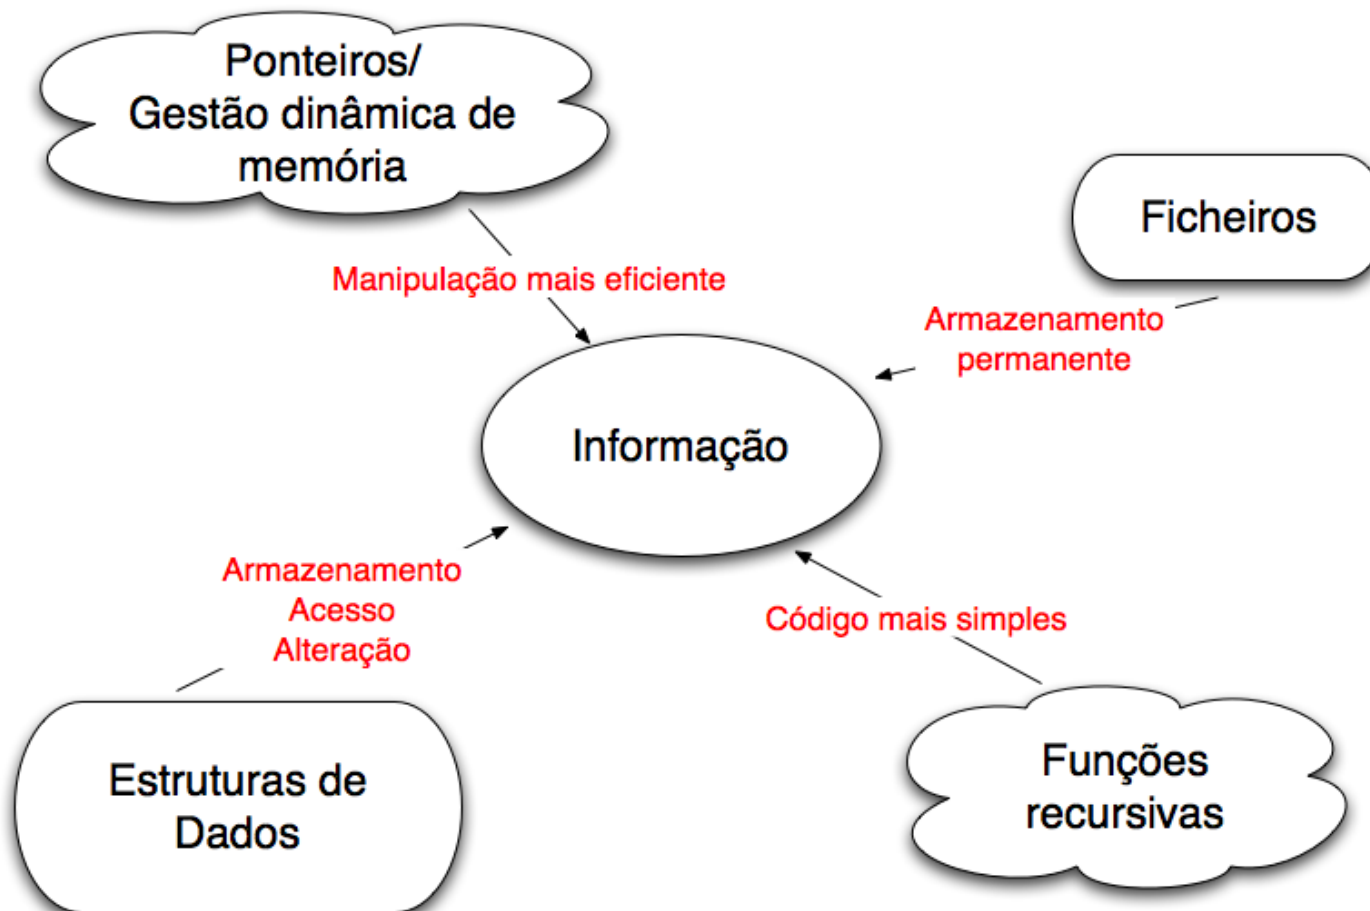 Ponteiros/
Gestão dinâmica de
memória
Ficheiros
Manipulação mais eficiente
Armazenamento
permanente
Informação
Armazenamento
Acesso
Alteração
Código mais simples
Estruturas de
Dados
Funções
recursivas